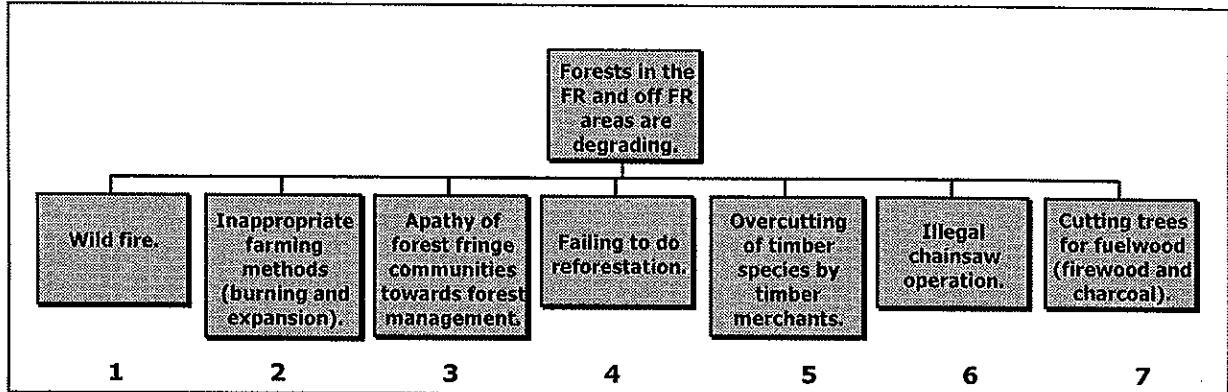 Forests in the
FR and off FR
areas are
degrading.
Wild fire.
Inappropriate
farming
methods
(burning and
expansion).
Apathy of
forest fringe
communities
towards forest
management.
Failing to do
reforestation.
Overcutting
of timber
species by
timber
merchants.
Illegal
chainsaw
operation.
Cutting trees
for fuelwood
(firewood and
charcoal).
1 2 3 4 5 6 7